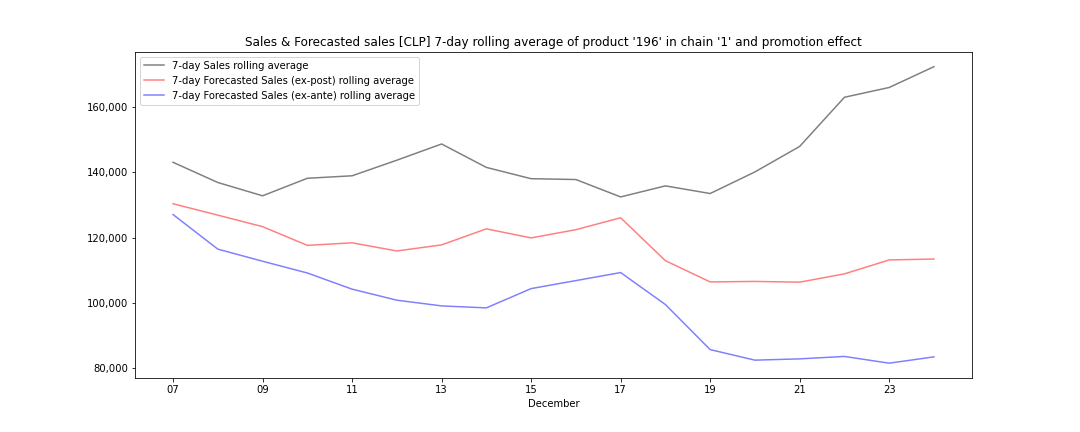 Sales & Forecasted sales [CLP] 7-day rolling average of product '196' in chain '1' and promotion effect
7-day Sales rolling average
7-day Forecasted Sales (ex-post) rolling average
7-day Forecasted Sales (ex-ante) rolling average
160,000
140,000
120,000
100,000
80,000
07 09 11 13 15 17 19 21 23
December